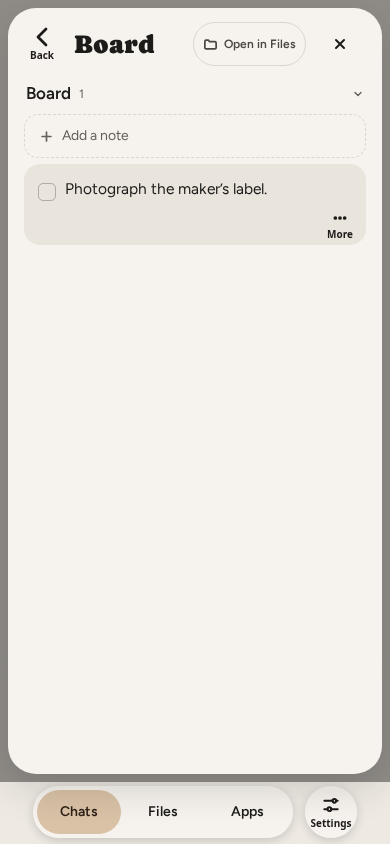 Back
Board
Open in Files
Board 1
Add a note
Photograph the maker’s label.
More
Chats
Files
Apps
Settings